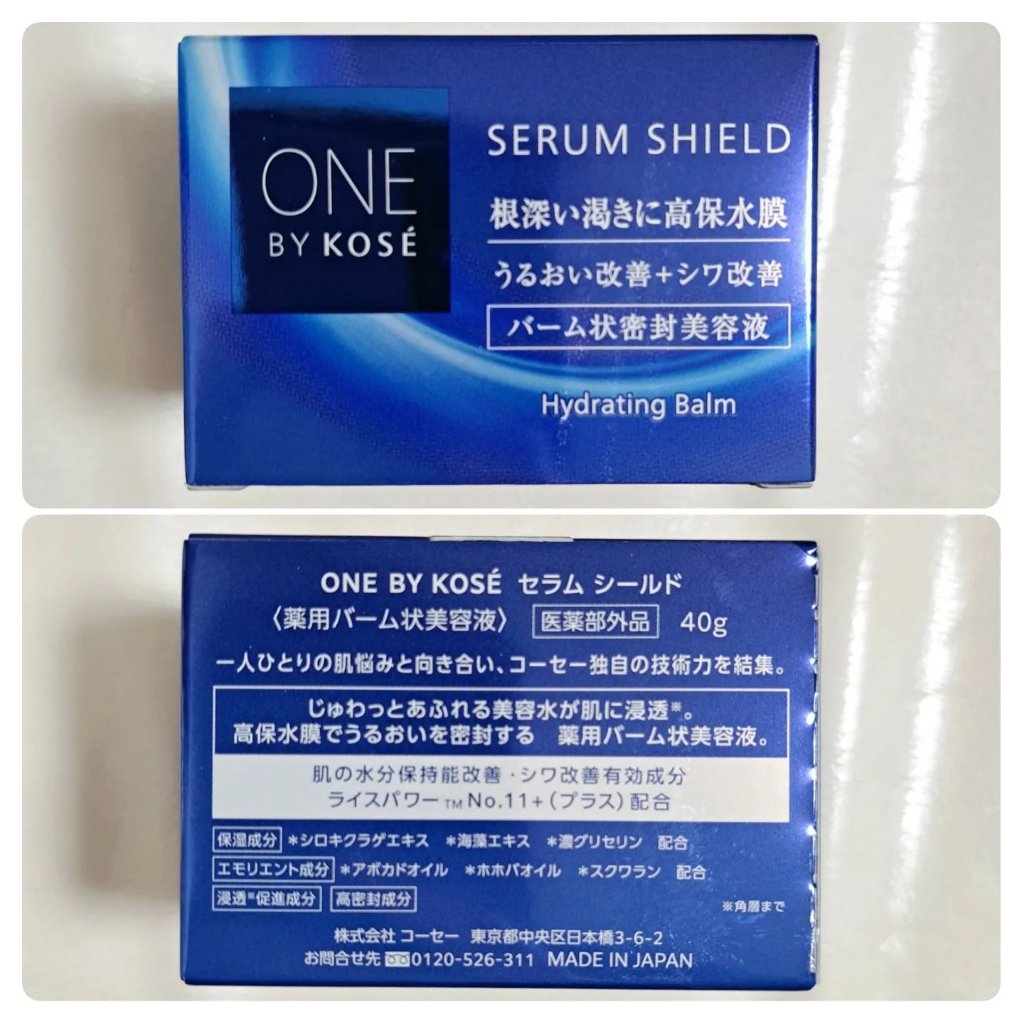 ONE
BY KOSÉ
SERUM SHIELD
根深い渇きに高保水膜
うるおい改善+シワ改善
バーム状密封美容液
Hydrating Balm
ONE BY KOSÉ セラム シールド
〈薬用バーム状美容液〉 医薬部外品 40g
一人ひとりの肌悩みと向き合い、コーセー独自の技術力を結集。
じゅわっとあふれる美容水が肌に浸透※。
高保水膜でうるおいを密封する 薬用バーム状美容液。
肌の水分保持能改善・シワ改善有効成分
ライスパワー™No.11+(プラス)配合
保湿成分 *シロキクラゲエキス *海藻エキス *濃グリセリン 配合
エモリエント成分 *アボカドオイル *ホホバオイル *スクワラン 配合
浸透※促進成分 高密封成分
※角層まで
株式会社 コーセー 東京都中央区日本橋3-6-2
お問合せ先 0120-526-311 MADE IN JAPAN